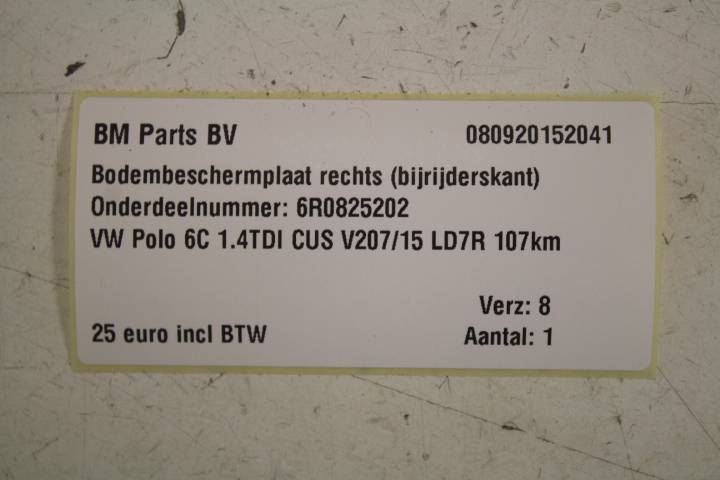 BM Parts BV 080920152041
Bodembeschermplaat rechts (bijrijderskant)
Onderdeelnummer: 6R0825202
VW Polo 6C 1.4TDI CUS V207/15 LD7R 107km
Verz: 8
25 euro incl BTW Aantal: 1